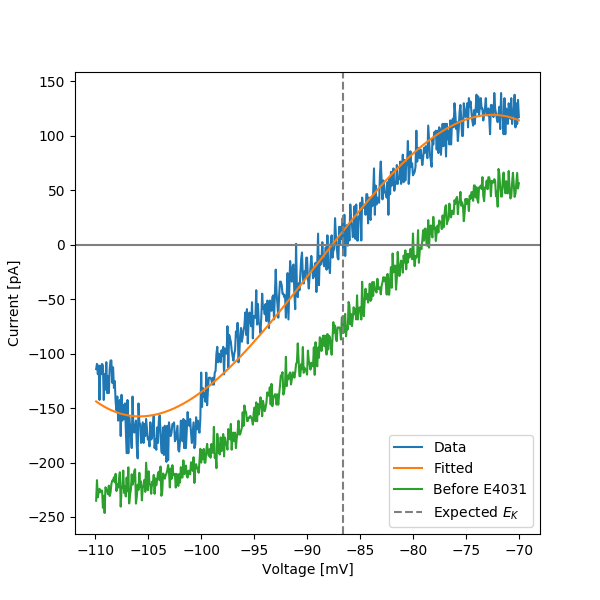 150
100
50
0
−50
−100
−150
−200
−250
Current [pA]
−110 −105 −100 −95 −90 −85 −80 −75 −70
Voltage [mV]
Data
Fitted
Before E4031
Expected E_K